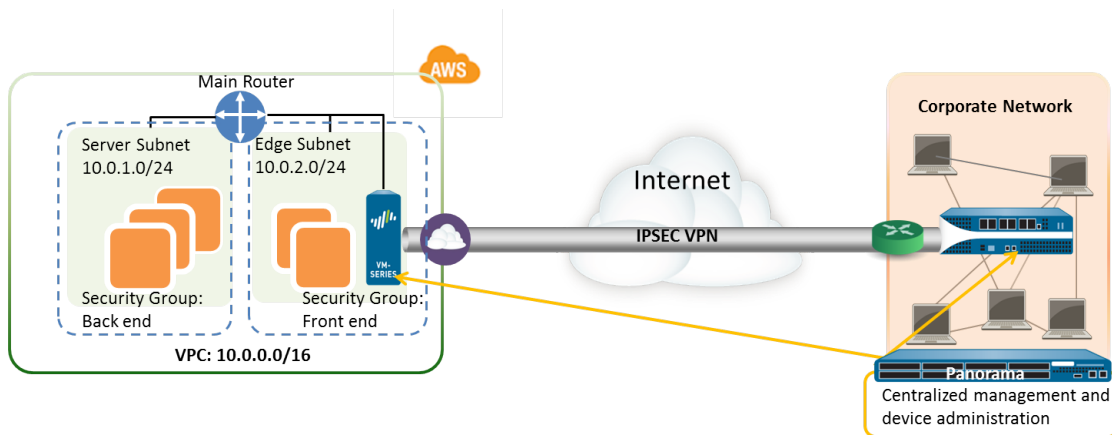 AWS
Main Router
Server Subnet
10.0.1.0/24
Edge Subnet
10.0.2.0/24
VM-
SERIES
Security Group:
Back end
Security Group:
Front end
VPC: 10.0.0.0/16
Internet
IPSEC VPN
Corporate Network
Panorama
Centralized management and
device administration